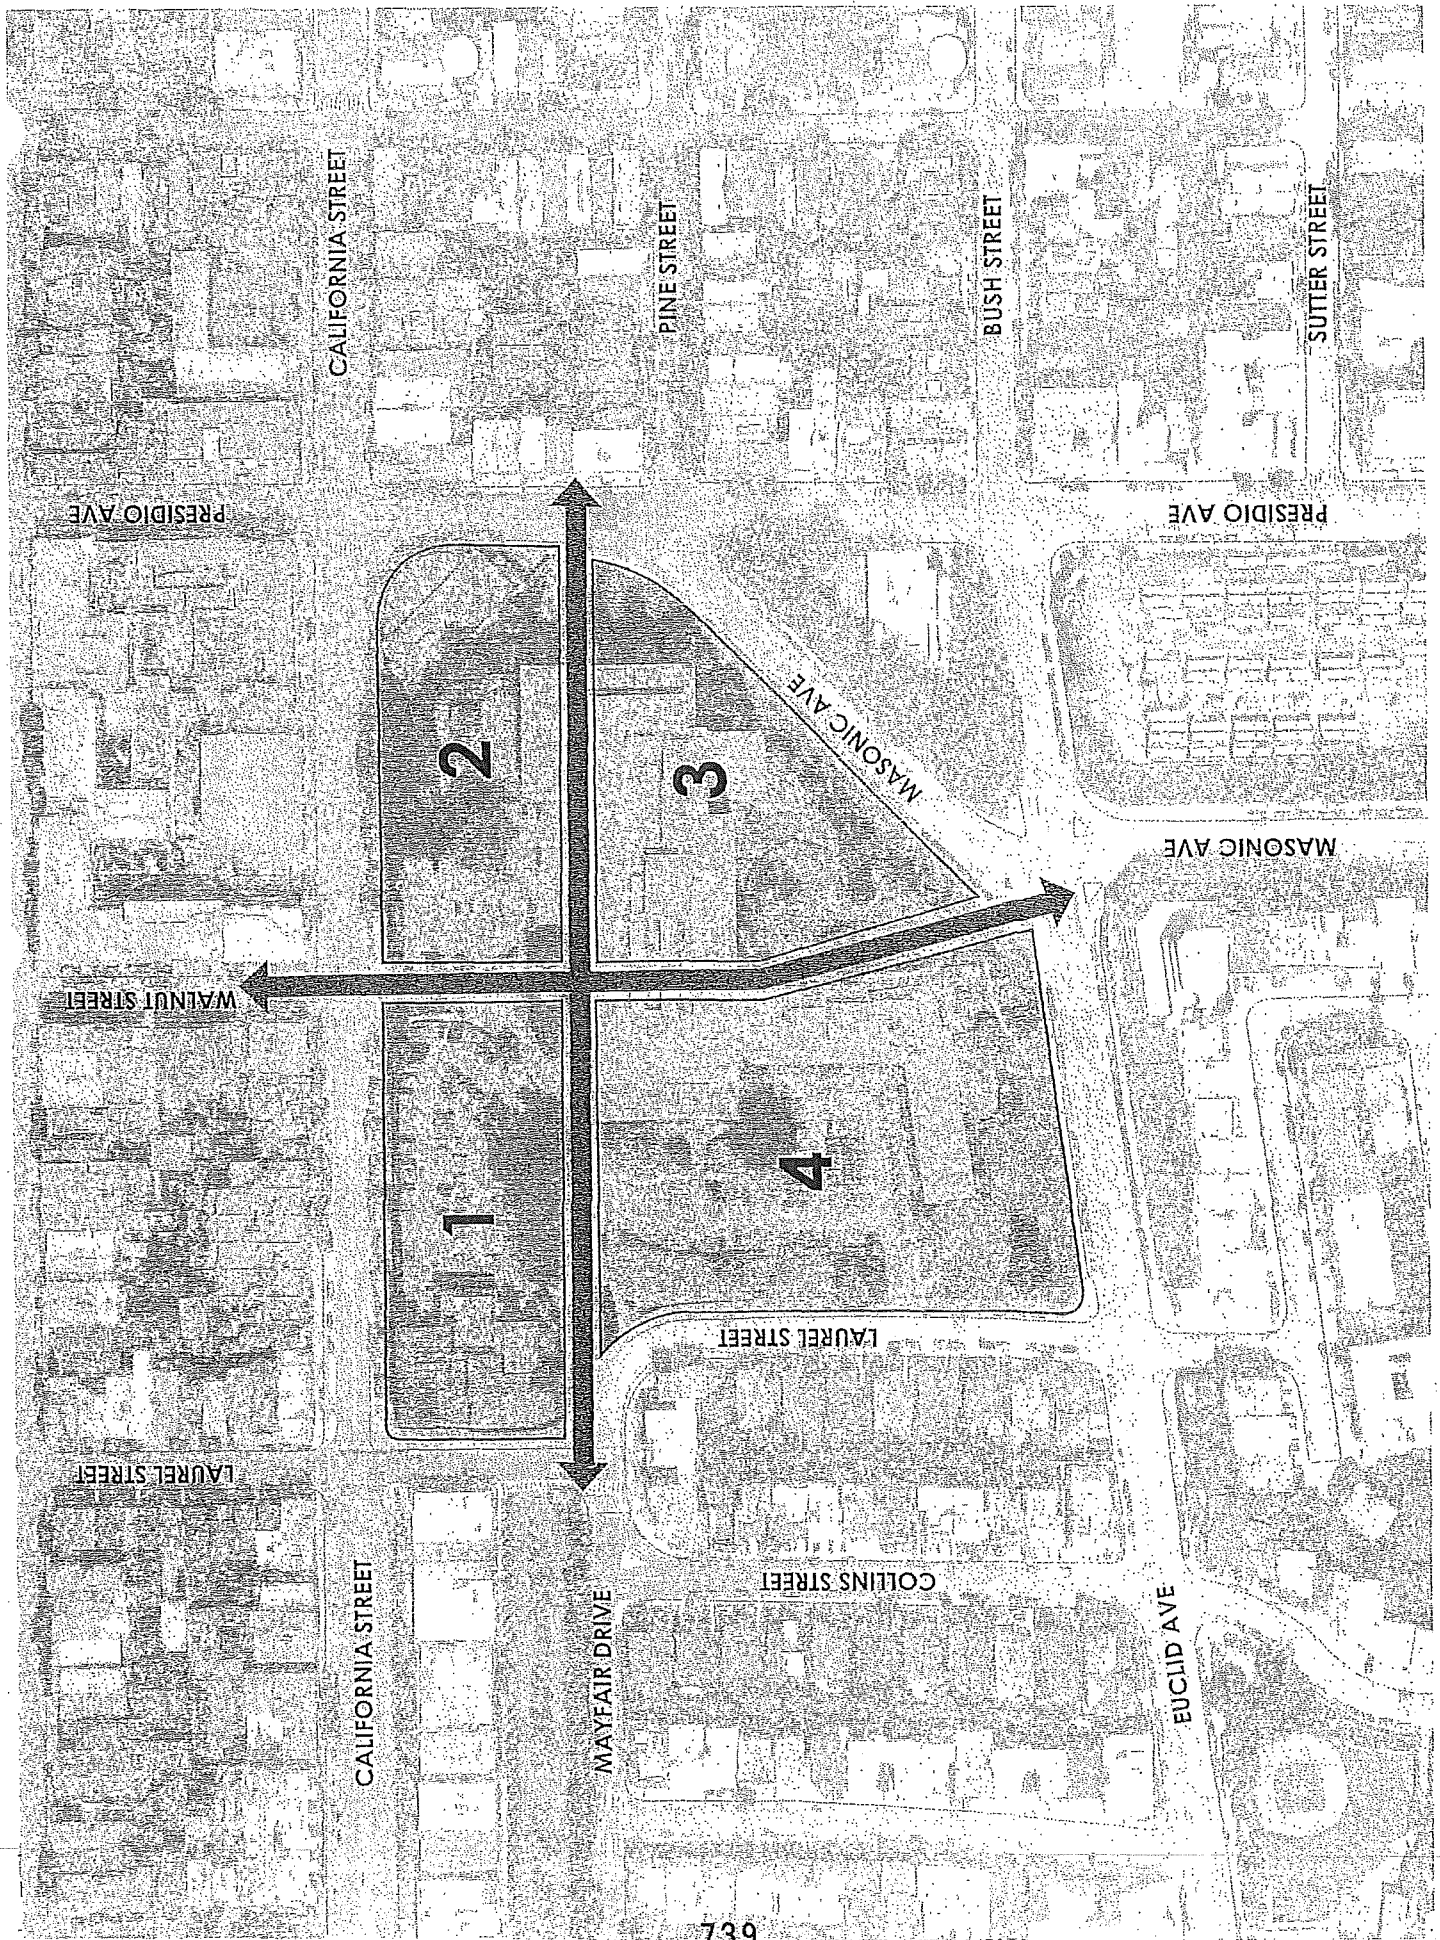 CALIFORNIA STREET
PINE STREET
BUSH STREET
SUTTER STREET
PRESIDIO AVE
PRESIDIO AVE
2
3
MASONIC AVE
MASONIC AVE
WALNUT STREET
1
4
LAUREL STREET
LAUREL STREET
COLLINS STREET
CALIFORNIA STREET
MAYFAIR DRIVE
EUCLID AVE
739